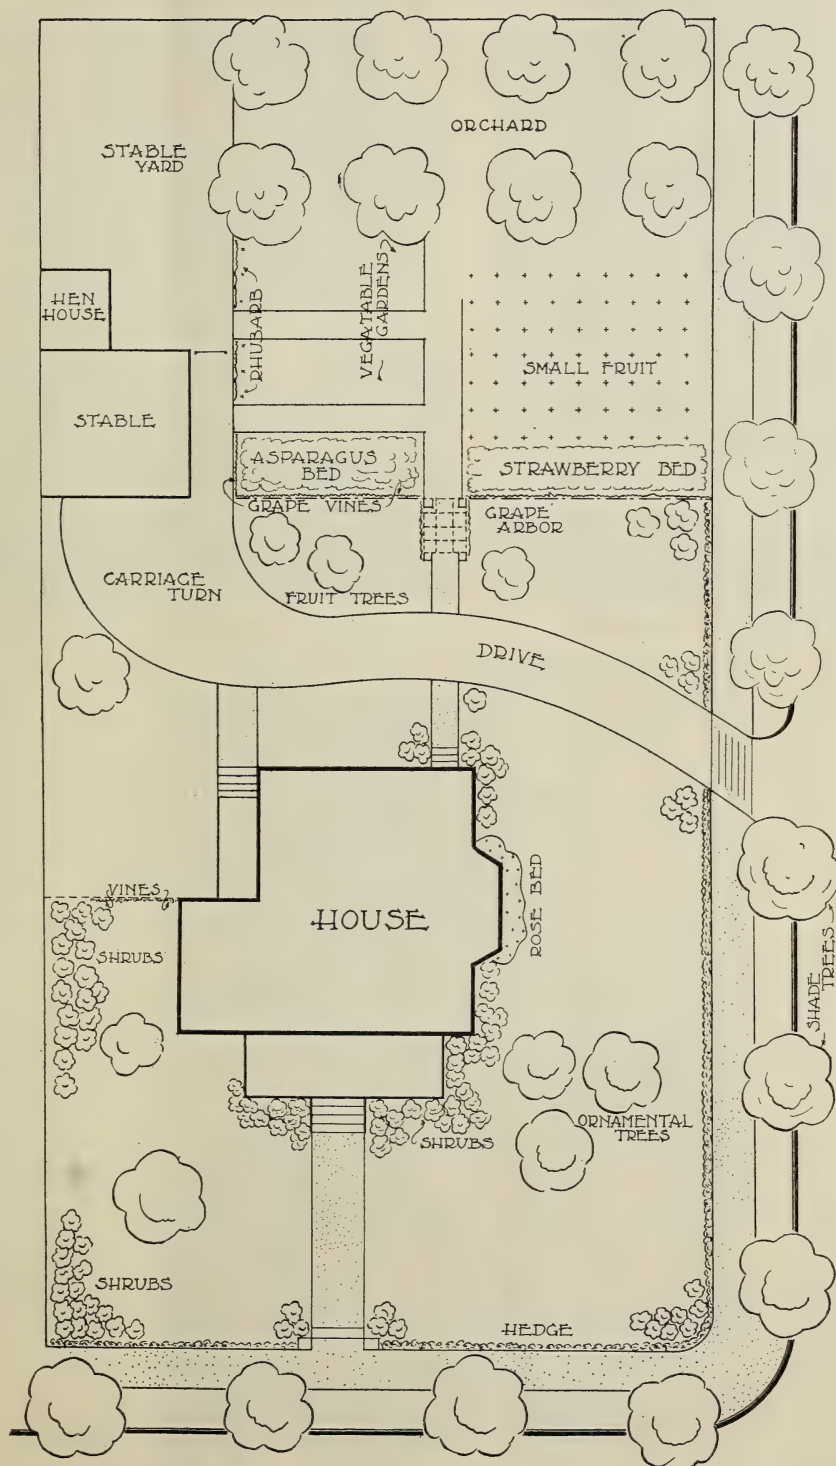 ORCHARD
STABLE
YARD
HEN
HOUSE
RHUBARB
VEGATABLE
GARDENS
SMALL FRUIT
STABLE
ASPARAGUS
BED
STRAWBERRY BED
GRAPE VINES
GRAPE
ARBOR
CARRIAGE
TURN
FRUIT TREES
DRIVE
VINES
HOUSE
ROSE BED
SHRUBS
SHADE
TREES
SHRUBS
ORNAMENTAL
TREES
SHRUBS
HEDGE